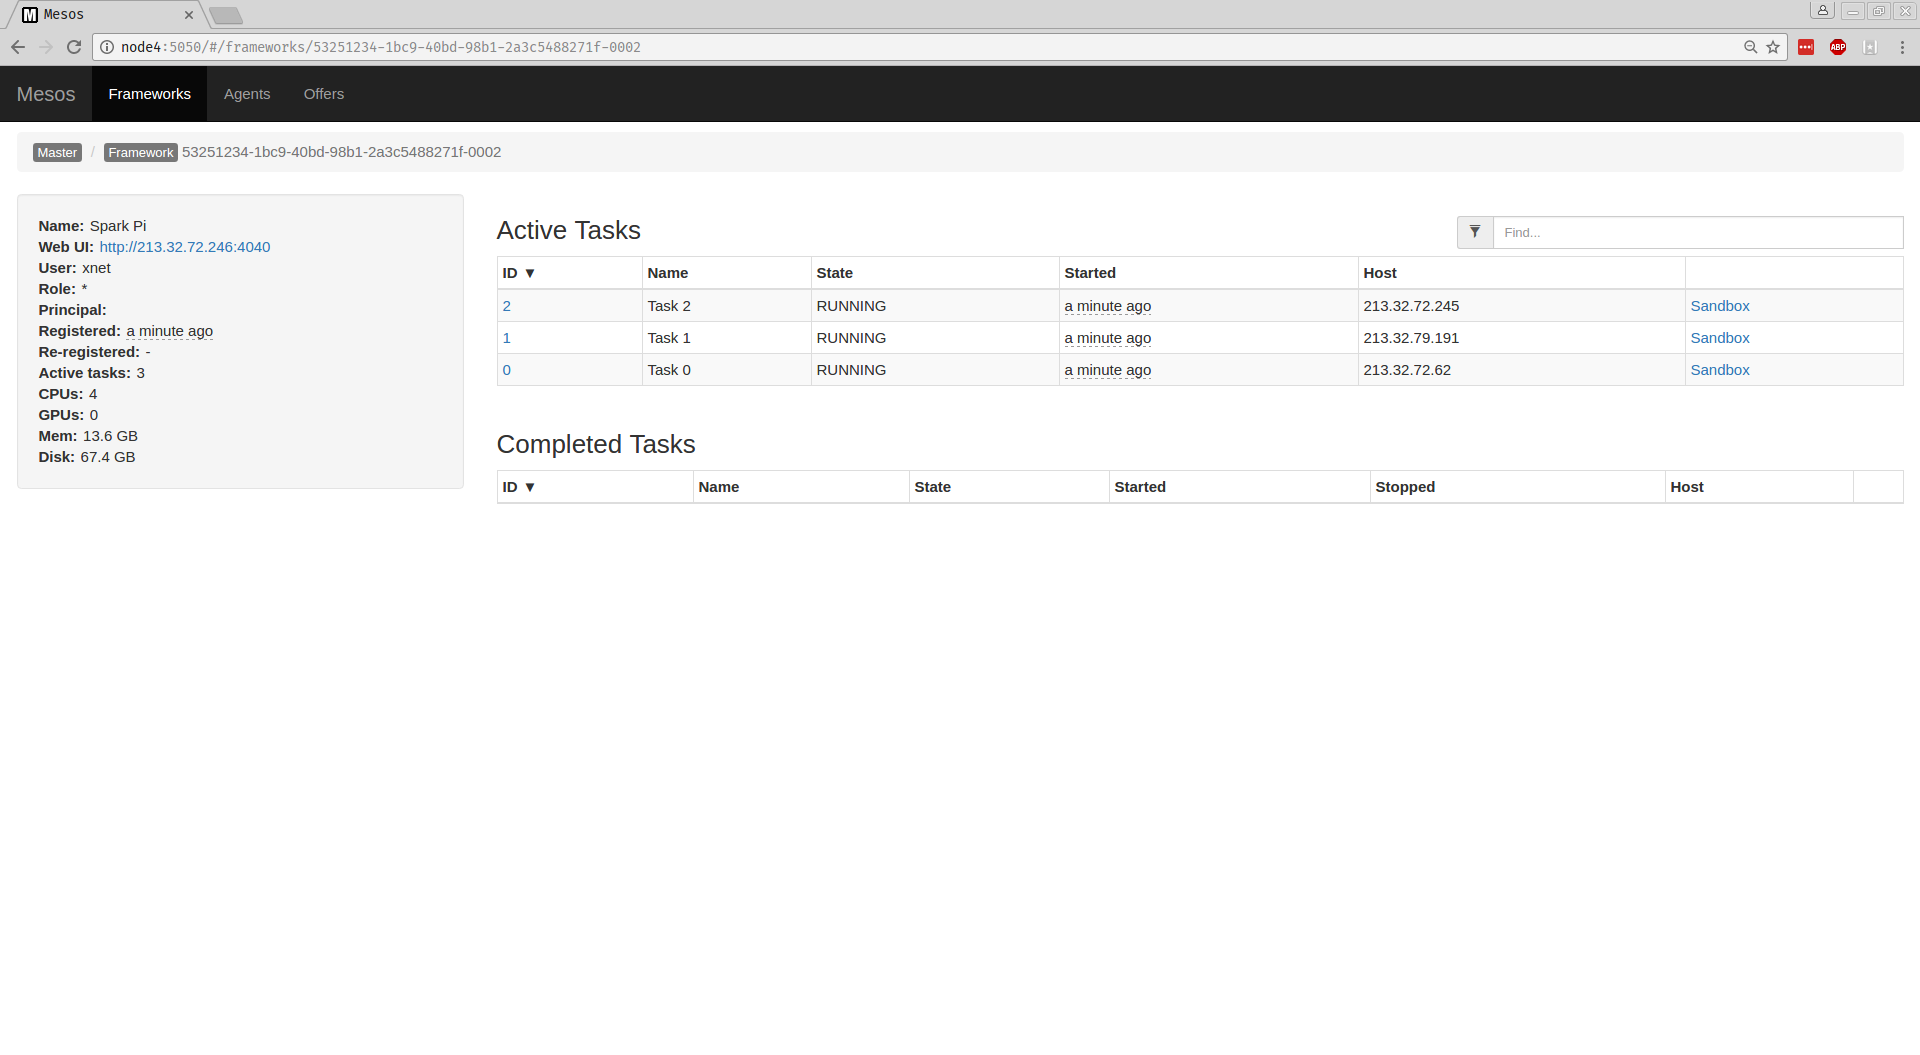 Mesos
node4:5050/#/frameworks/53251234-1bc9-40bd-98b1-2a3c5488271f-0002
ABP
Mesos Frameworks Agents Offers
Master / Framework 53251234-1bc9-40bd-98b1-2a3c5488271f-0002
Name: Spark Pi
Web UI: http://213.32.72.246:4040
User: xnet
Role: *
Principal:
Registered: a minute ago
Re-registered: -
Active tasks: 3
CPUs: 4
GPUs: 0
Mem: 13.6 GB
Disk: 67.4 GB
Active Tasks
Find...
ID ▼ Name State Started Host
2 Task 2 RUNNING a minute ago 213.32.72.245 Sandbox
1 Task 1 RUNNING a minute ago 213.32.79.191 Sandbox
0 Task 0 RUNNING a minute ago 213.32.72.62 Sandbox
Completed Tasks
ID ▼ Name State Started Stopped Host